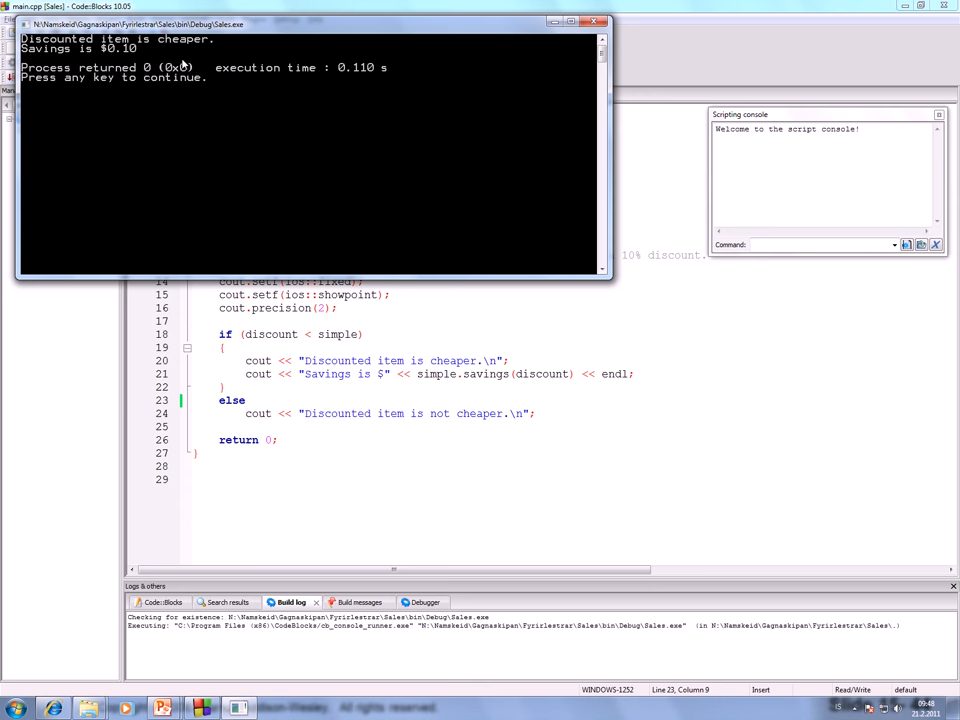 main.cpp [Sales] - Code::Blocks 10.05
N:\Namskeid\Gagnaskipan\Fyrirlestrar\Sales\bin\Debug\Sales.exe
Discounted item is cheaper.
Savings is $0.10
Process returned 0 (0x0)   execution time : 0.110 s
Press any key to continue.
Man
Scripting console
Welcome to the script console!
Command:
10% discount.
14 cout.setf(ios::fixed);
15 cout.setf(ios::showpoint);
16 cout.precision(2);
17
18 if (discount < simple)
19 {
20 cout << "Discounted item is cheaper.\n";
21 cout << "Savings is $" << simple.savings(discount) << endl;
22 }
23 else
24 cout << "Discounted item is not cheaper.\n";
25
26 return 0;
27 }
28
29
Logs & others
Code::Blocks Search results Build log Build messages Debugger
Checking for existence: N:\Namskeid\Gagnaskipan\Fyrirlestrar\Sales\bin\Debug\Sales.exe
Executing: "C:\Program Files (x86)\CodeBlocks/cb_console_runner.exe" "N:\Namskeid\Gagnaskipan\Fyrirlestrar\Sales\bin\Debug\Sales.exe"  (in N:\Namskeid\Gagnaskipan\Fyrirlestrar\Sales\.)
WINDOWS-1252 Line 23, Column 9 Insert Read/Write default
IS 09:48
21.2.2011